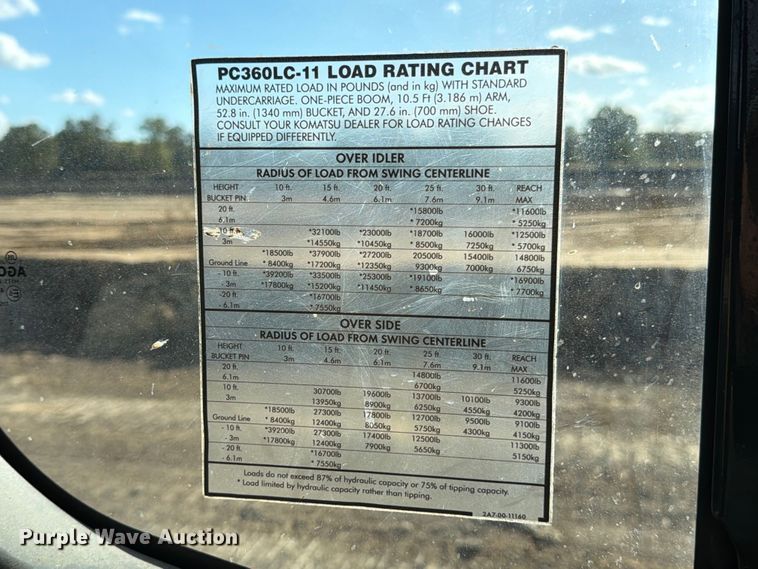 PC360LC-11 LOAD RATING CHART
MAXIMUM RATED LOAD IN POUNDS (and in kg) WITH STANDARD
UNDERCARRIAGE. ONE-PIECE BOOM, 10.5 Ft (3.186 m) ARM,
52.8 in. (1340 mm) BUCKET, AND 27.6 in. (700 mm) SHOE.
CONSULT YOUR KOMATSU DEALER FOR LOAD RATING CHANGES
IF EQUIPPED DIFFERENTLY.
OVER IDLER
RADIUS OF LOAD FROM SWING CENTERLINE
HEIGHT 10 ft. 15 ft. 20 ft. 25 ft. 30 ft. REACH
BUCKET PIN 3m 4.6m 6.1m 7.6m 9.1m MAX
20 ft. *15800lb *11600lb
6.1m * 7200kg * 5250kg
10 ft. *32100lb *23000lb *18700lb 16000lb *12500lb
3m *14550kg *10450kg * 8500kg 7250kg * 5700kg
*18500lb *37900lb *27200lb 20500lb 15400lb 14800lb
Ground Line * 8400kg *17200kg *12350kg 9300kg 7000kg 6750kg
- 10 ft. *39200lb *33500lb *25300lb *19100lb *16900lb
- 3m *17800kg *15200kg *11450kg * 8650kg * 7700kg
-20 ft. *16700lb
- 6.1m * 7550kg
OVER SIDE
RADIUS OF LOAD FROM SWING CENTERLINE
HEIGHT 10 ft. 15 ft. 20 ft. 25 ft. 30 ft. REACH
BUCKET PIN 3m 4.6m 6.1m 7.6m 9.1m MAX
20 ft. 14800lb 11600lb
6.1m 6700kg 5250kg
10 ft. 30700lb 19600lb 13700lb 10100lb 9300lb
3m 13950kg 8900kg 6250kg 4550kg 4200kg
*18500lb 27300lb 17800lb 12700lb 9500lb 9100lb
Ground Line * 8400kg 12400kg 8050kg 5750kg 4300kg 4150kg
- 10 ft. *39200lb 27300lb 17400lb 12500lb 11300lb
- 3m *17800kg 12400kg 7900kg 5650kg 5150kg
- 20 ft. *16700lb
- 6.1m * 7550kg
Loads do not exceed 87% of hydraulic capacity or 75% of tipping capacity.
* Load limited by hydraulic capacity rather than tipping.
2A7-00-11160
Purple Wave Auction